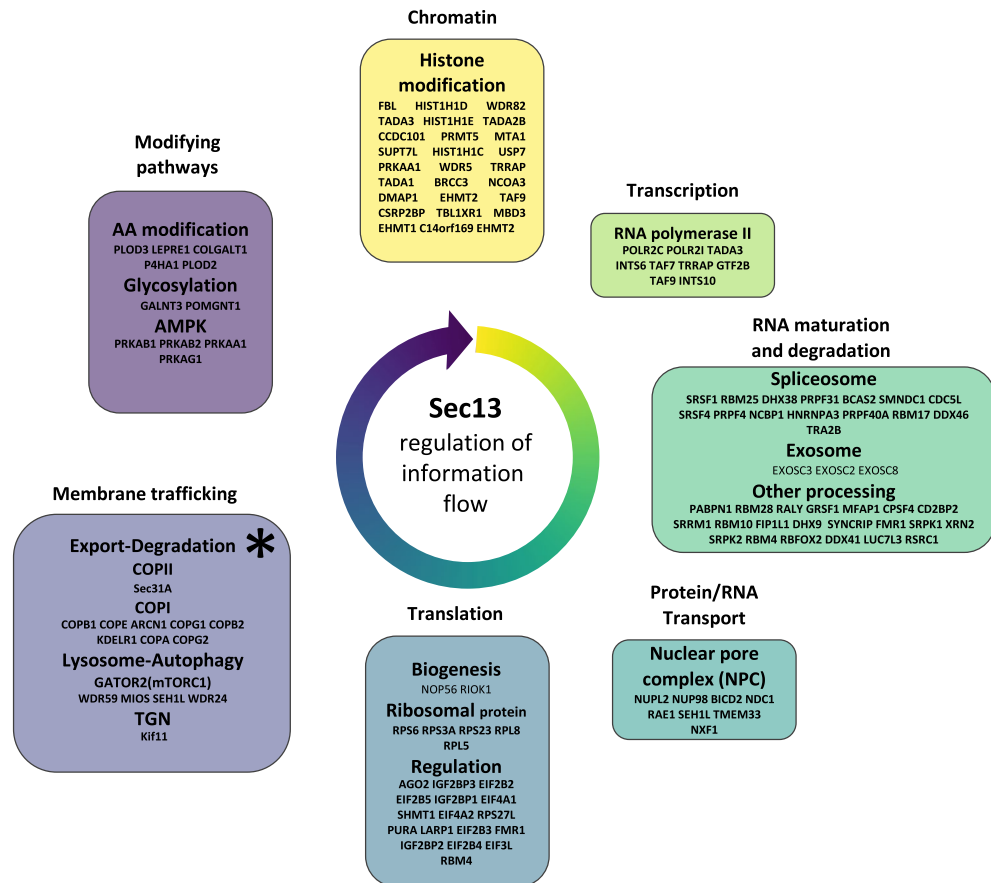 Chromatin
Histone
modification
FBL HIST1H1D WDR82
TADA3 HIST1H1E TADA2B
CCDC101 PRMT5 MTA1
SUPT7L HIST1H1C USP7
PRKAA1 WDR5 TRRAP
TADA1 BRCC3 NCOA3
DMAP1 EHMT2 TAF9
CSRP2BP TBL1XR1 MBD3
EHMT1 C14orf169 EHMT2
Transcription
RNA polymerase II
POLR2C POLR2I TADA3
INTS6 TAF7 TRRAP GTF2B
TAF9 INTS10
RNA maturation
and degradation
Spliceosome
SRSF1 RBM25 DHX38 PRPF31 BCAS2 SMNDC1 CDC5L
SRSF4 PRPF4 NCBP1 HNRNPA3 PRPF40A RBM17 DDX46
TRA2B
Exosome
EXOSC3 EXOSC2 EXOSC8
Other processing
PABPN1 RBM28 RALY GRSF1 MFAP1 CPSF4 CD2BP2
SRRM1 RBM10 FIP1L1 DHX9 SYNCRIP FMR1 SRPK1 XRN2
SRPK2 RBM4 RBFOX2 DDX41 LUC7L3 RSRC1
Protein/RNA
Transport
Nuclear pore
complex (NPC)
NUPL2 NUP98 BICD2 NDC1
RAE1 SEH1L TMEM33
NXF1
Translation
Biogenesis
NOP56 RIOK1
Ribosomal protein
RPS6 RPS3A RPS23 RPL8
RPL5
Regulation
AGO2 IGF2BP3 EIF2B2
EIF2B5 IGF2BP1 EIF4A1
SHMT1 EIF4A2 RPS27L
PURA LARP1 EIF2B3 FMR1
IGF2BP2 EIF2B4 EIF3L
RBM4
Membrane trafficking
Export-Degradation *
COPII
Sec31A
COPI
COPB1 COPE ARCN1 COPG1 COPB2
KDELR1 COPA COPG2
Lysosome-Autophagy
GATOR2(mTORC1)
WDR59 MIOS SEH1L WDR24
TGN
Kif11
Modifying
pathways
AA modification
PLOD3 LEPRE1 COLGALT1
P4HA1 PLOD2
Glycosylation
GALNT3 POMGNT1
AMPK
PRKAB1 PRKAB2 PRKAA1
PRKAG1
Sec13
regulation of
information
flow